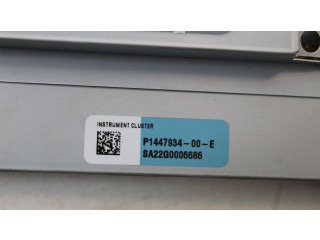 INSTRUMENT CLUSTER
P1447934-00-E
SA22G0006686